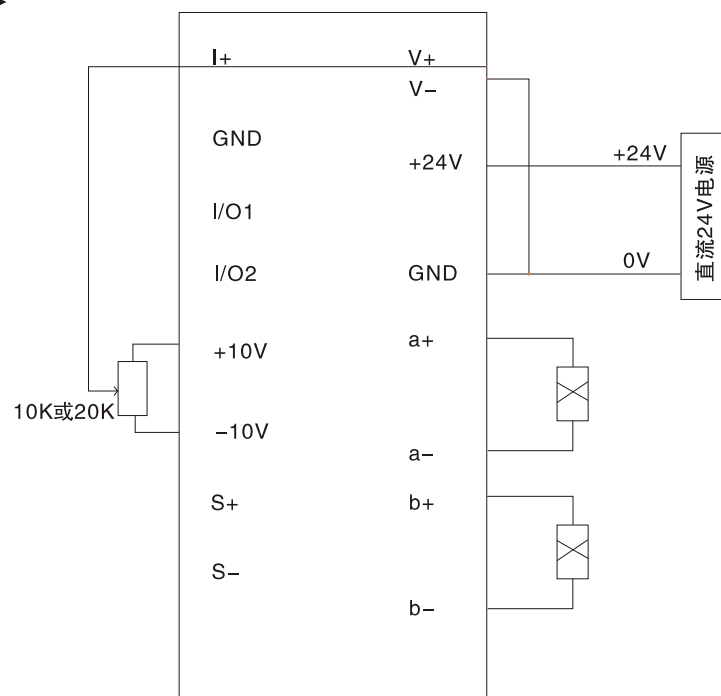 I+
V+
V−
GND
+24V
+24V
I/O1
I/O2
GND
0V
直流24V电源
+10V
a+
10K或20K
−10V
a−
S+
b+
S−
b−